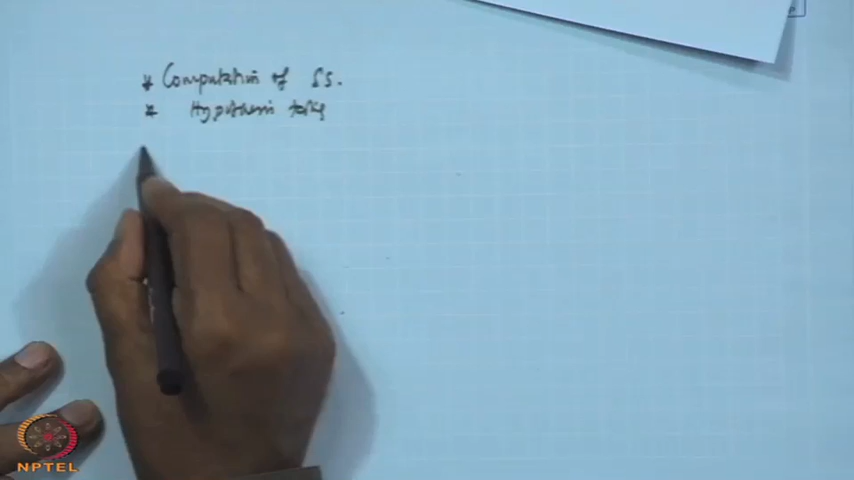 * Computation of SS.
* Hypothesis testing
NPTEL